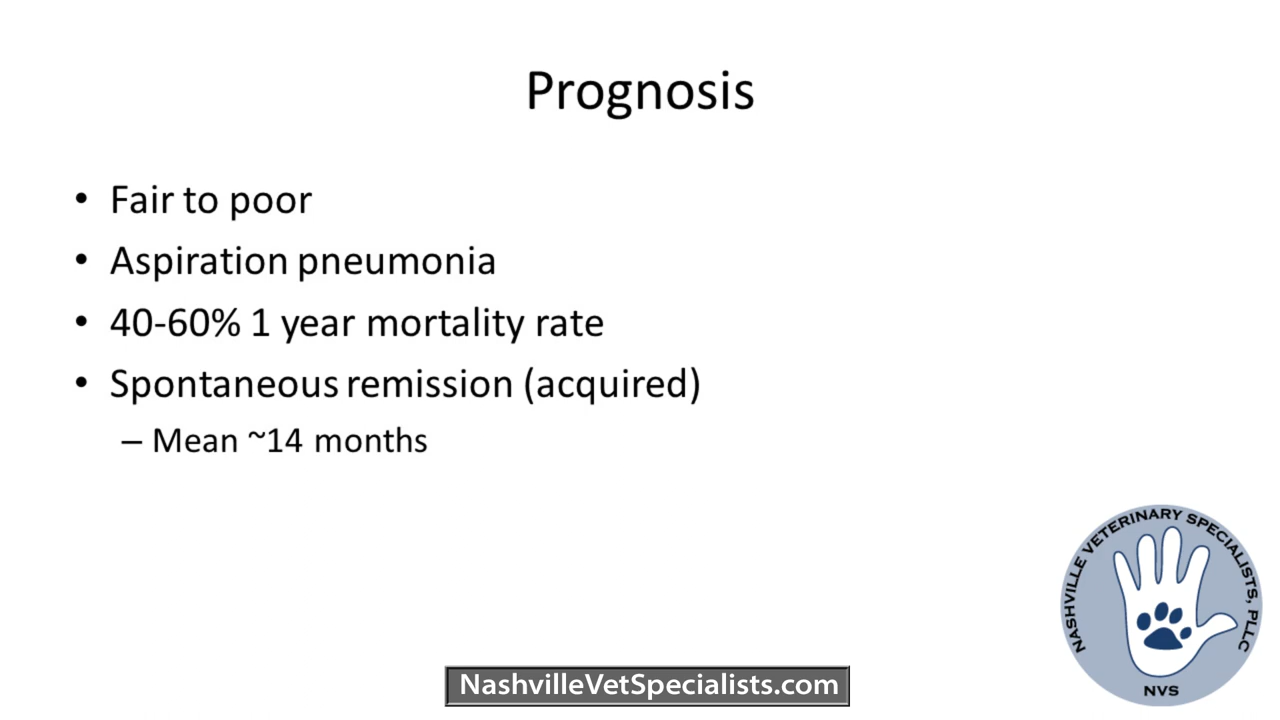 Prognosis
• Fair to poor
• Aspiration pneumonia
• 40-60% 1 year mortality rate
• Spontaneous remission (acquired)
– Mean ~14 months
NASHVILLE VETERINARY SPECIALISTS, PLLC
NVS
NashvilleVetSpecialists.com